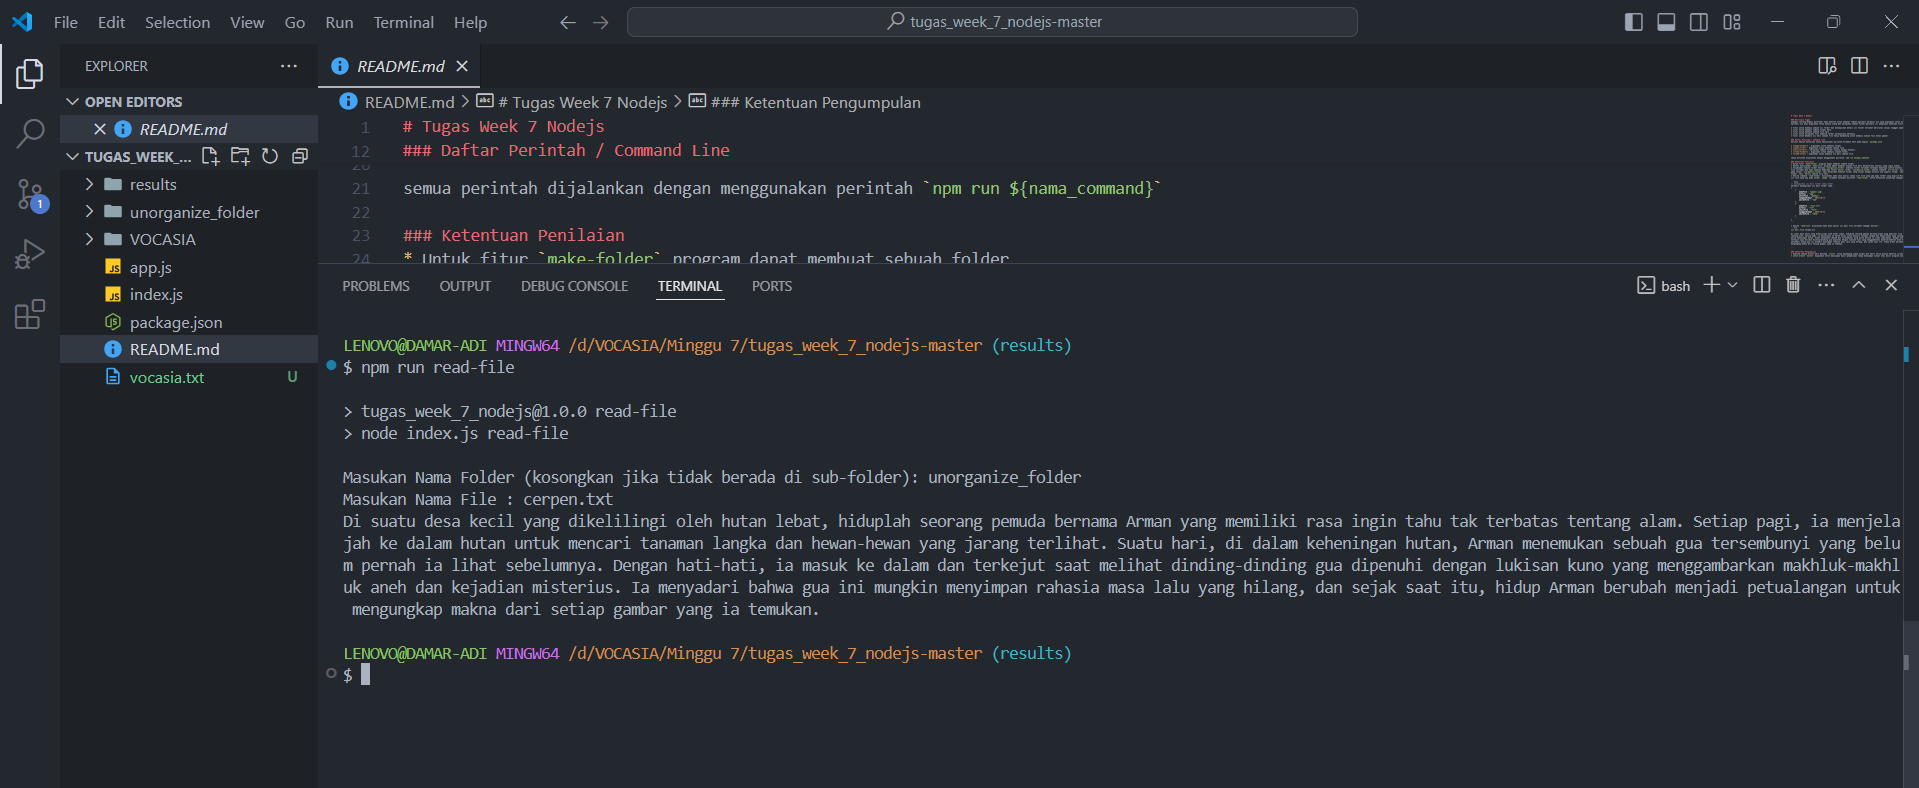 File Edit Selection View Go Run Terminal Help
tugas_week_7_nodejs-master
EXPLORER
OPEN EDITORS
README.md
TUGAS_WEEK_...
results
unorganize_folder
VOCASIA
app.js
index.js
package.json
README.md
vocasia.txt U
1
README.md
README.md > # Tugas Week 7 Nodejs > ### Ketentuan Pengumpulan
1 # Tugas Week 7 Nodejs
12 ### Daftar Perintah / Command Line
20
21 semua perintah dijalankan dengan menggunakan perintah `npm run ${nama_command}`
22
23 ### Ketentuan Penilaian
24 * Untuk fitur `make-folder` program dapat membuat sebuah folder
PROBLEMS OUTPUT DEBUG CONSOLE TERMINAL PORTS
bash
LENOVO@DAMAR-ADI MINGW64 /d/VOCASIA/Minggu 7/tugas_week_7_nodejs-master (results)
$ npm run read-file
> tugas_week_7_nodejs@1.0.0 read-file
> node index.js read-file
Masukan Nama Folder (kosongkan jika tidak berada di sub-folder): unorganize_folder
Masukan Nama File : cerpen.txt
Di suatu desa kecil yang dikelilingi oleh hutan lebat, hiduplah seorang pemuda bernama Arman yang memiliki rasa ingin tahu tak terbatas tentang alam. Setiap pagi, ia menjela
jah ke dalam hutan untuk mencari tanaman langka dan hewan-hewan yang jarang terlihat. Suatu hari, di dalam keheningan hutan, Arman menemukan sebuah gua tersembunyi yang belu
m pernah ia lihat sebelumnya. Dengan hati-hati, ia masuk ke dalam dan terkejut saat melihat dinding-dinding gua dipenuhi dengan lukisan kuno yang menggambarkan makhluk-makhl
uk aneh dan kejadian misterius. Ia menyadari bahwa gua ini mungkin menyimpan rahasia masa lalu yang hilang, dan sejak saat itu, hidup Arman berubah menjadi petualangan untuk
mengungkap makna dari setiap gambar yang ia temukan.
LENOVO@DAMAR-ADI MINGW64 /d/VOCASIA/Minggu 7/tugas_week_7_nodejs-master (results)
$